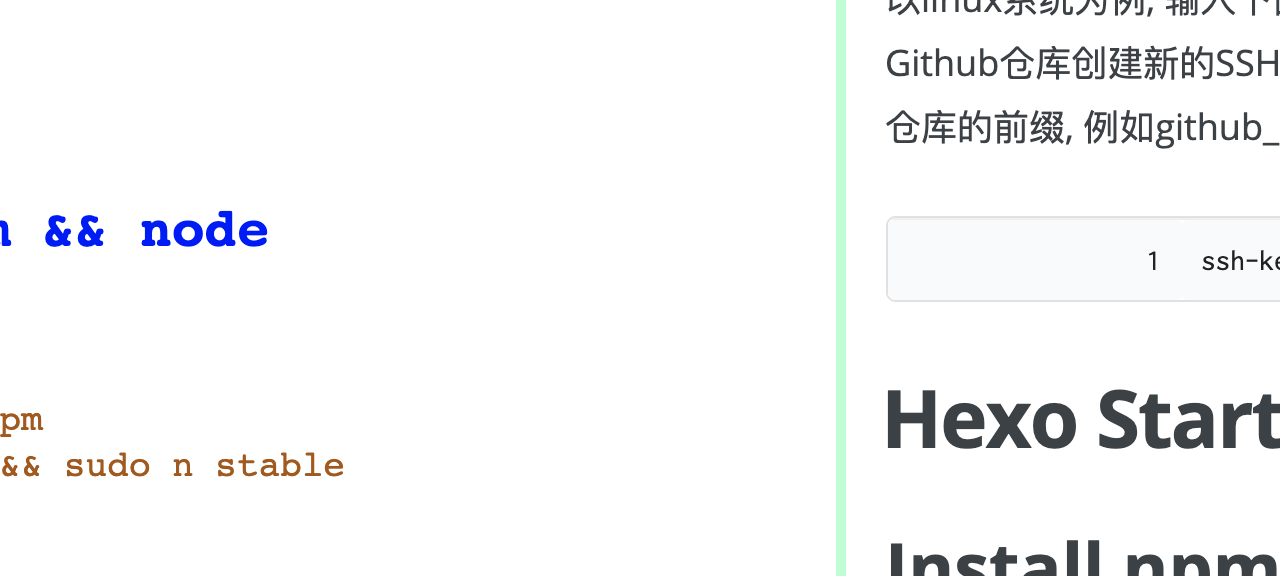 && node
pm
&& sudo n stable
以linux系统为例, 输入下
Github仓库创建新的SSH
仓库的前缀, 例如github_
1 ssh-ke
Hexo Start
Install npm